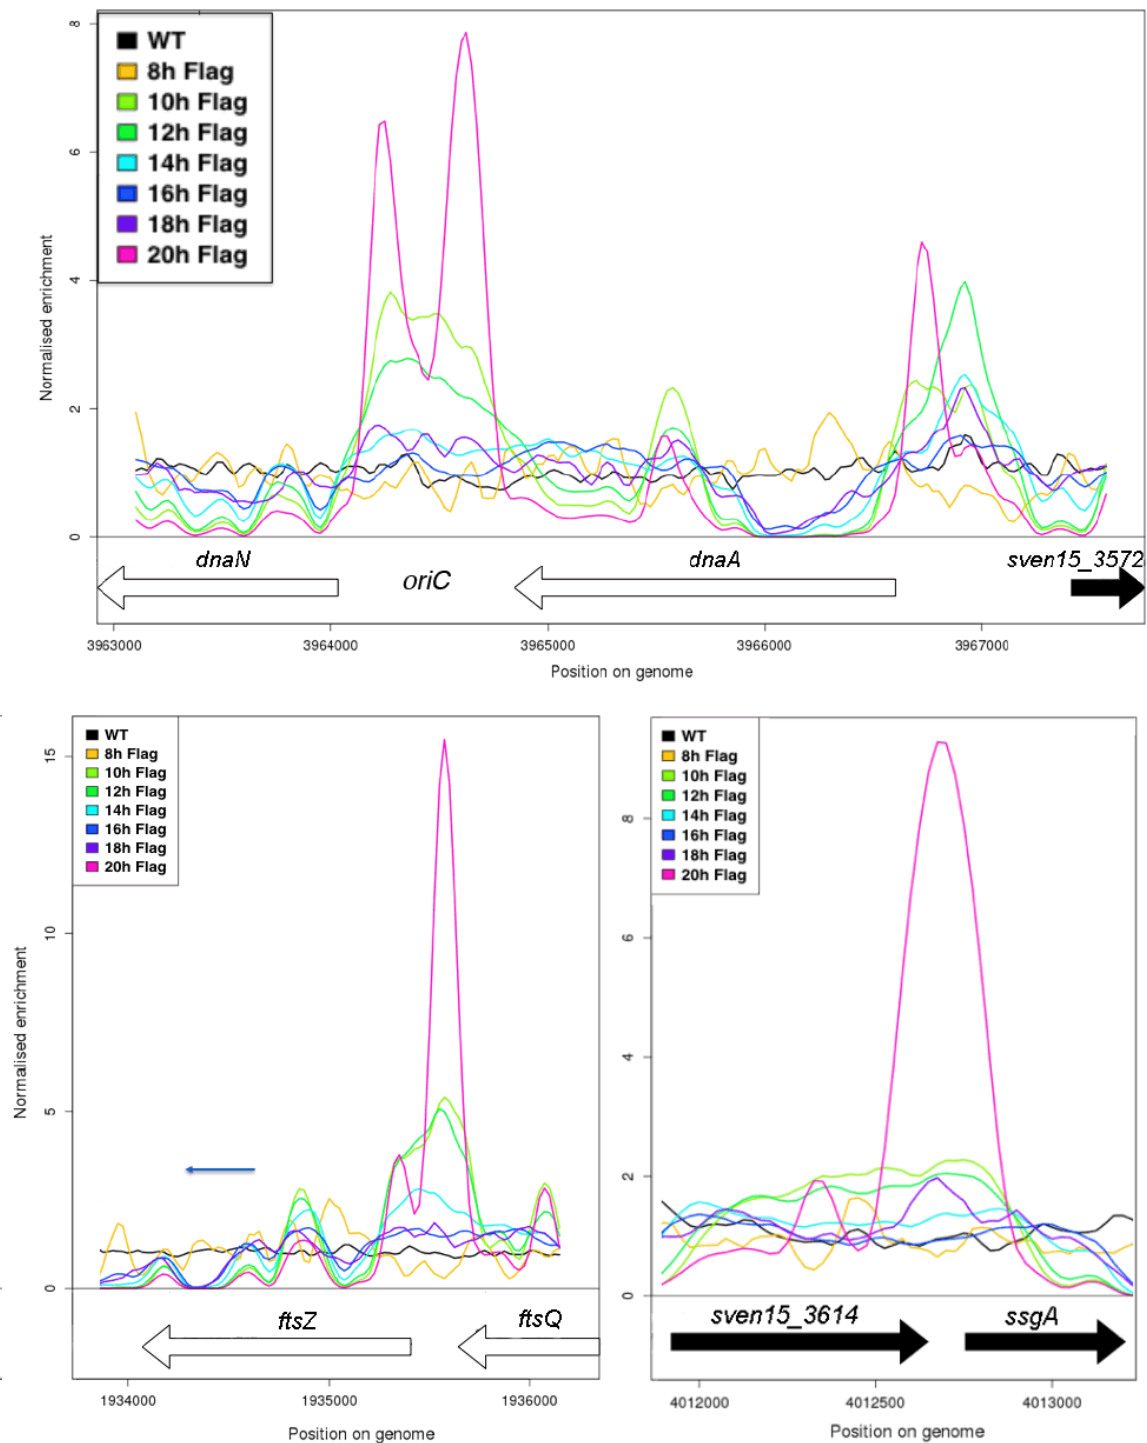 8
WT
8h Flag
10h Flag
12h Flag
14h Flag
16h Flag
18h Flag
20h Flag
6
4
2
0
Normalised enrichment
dnaN
oriC
dnaA
sven15_3572
3963000 3964000 3965000 3966000 3967000
Position on genome
WT
8h Flag
10h Flag
12h Flag
14h Flag
16h Flag
18h Flag
20h Flag
15
10
5
0
Normalised enrichment
ftsZ
ftsQ
1934000 1935000 1936000
Position on genome
WT
8h Flag
10h Flag
12h Flag
14h Flag
16h Flag
18h Flag
20h Flag
8
6
4
2
0
sven15_3614
ssgA
4012000 4012500 4013000
Position on genome